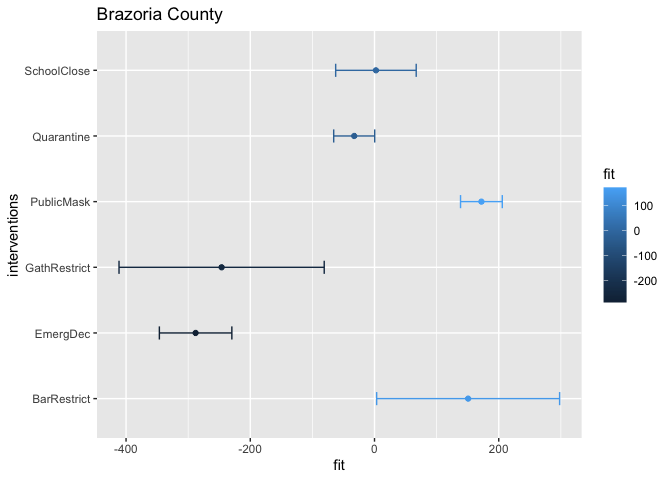 Brazoria County
interventions
SchoolClose
Quarantine
PublicMask
GathRestrict
EmergDec
BarRestrict
-400
-200
0
200
fit
fit
100
0
-100
-200